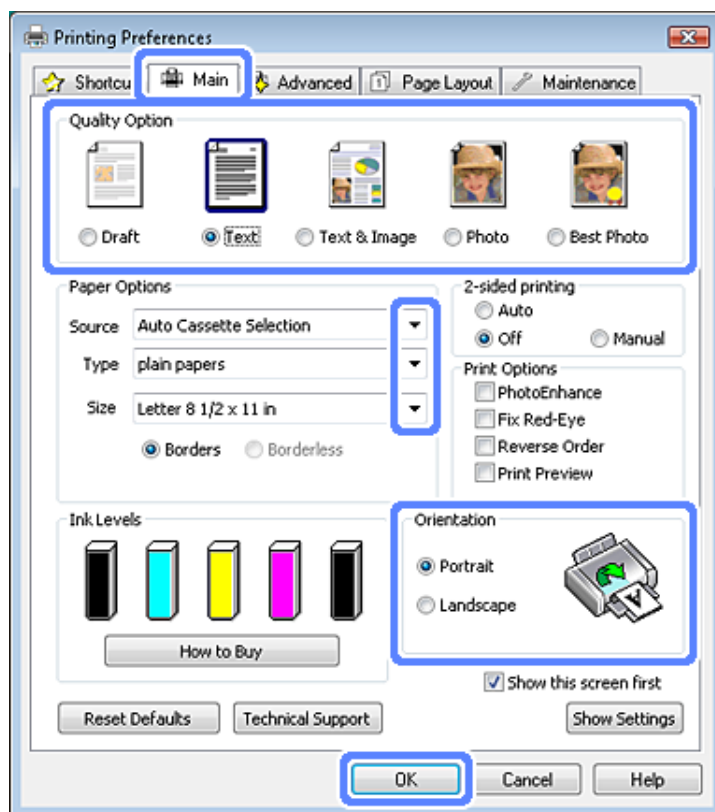 Printing Preferences
Shortcu Main Advanced 1 Page Layout Maintenance
Quality Option
Draft Text Text & Image Photo Best Photo
Paper Options
Source Auto Cassette Selection
Type plain papers
Size Letter 8 1/2 x 11 in
Borders Borderless
2-sided printing
Auto
Off Manual
Print Options
PhotoEnhance
Fix Red-Eye
Reverse Order
Print Preview
Ink Levels
How to Buy
Orientation
Portrait
Landscape
A
Show this screen first
Reset Defaults Technical Support Show Settings
OK Cancel Help